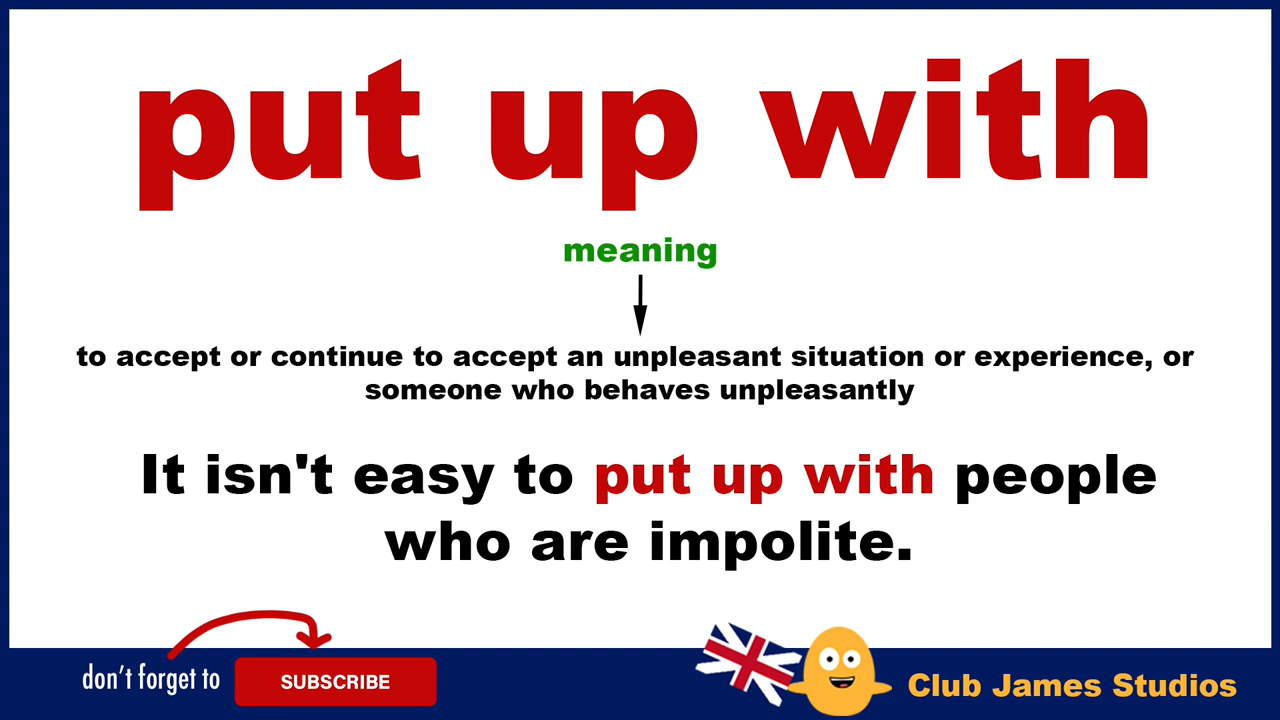 put up with
meaning
to accept or continue to accept an unpleasant situation or experience, or
someone who behaves unpleasantly
It isn't easy to put up with people
who are impolite.
don't forget to
SUBSCRIBE
Club James Studios